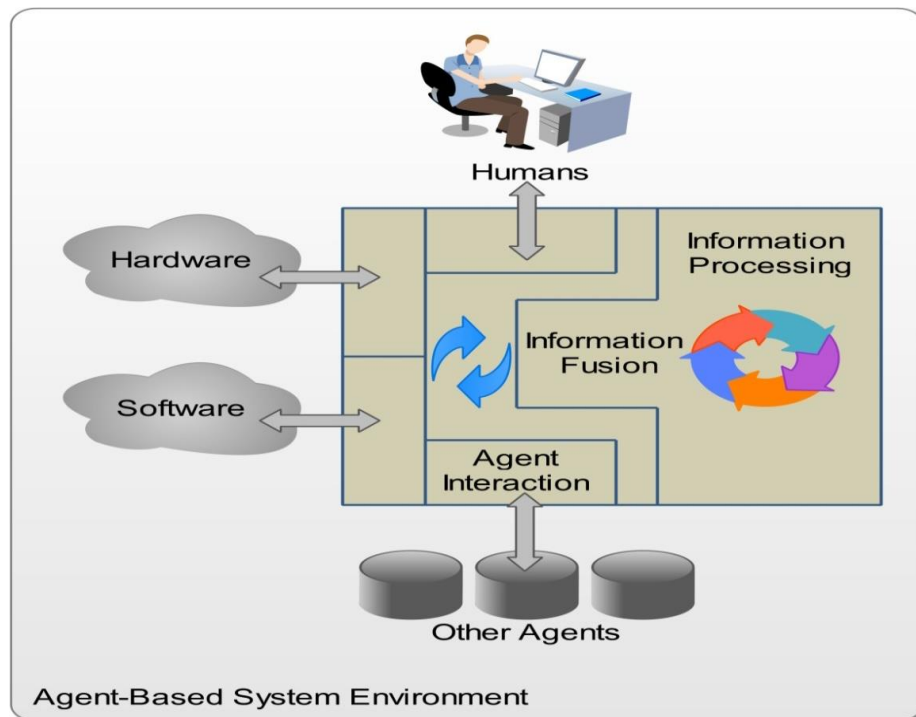 Humans
Hardware
Information
Processing
Information
Fusion
Software
Agent
Interaction
Other Agents
Agent-Based System Environment